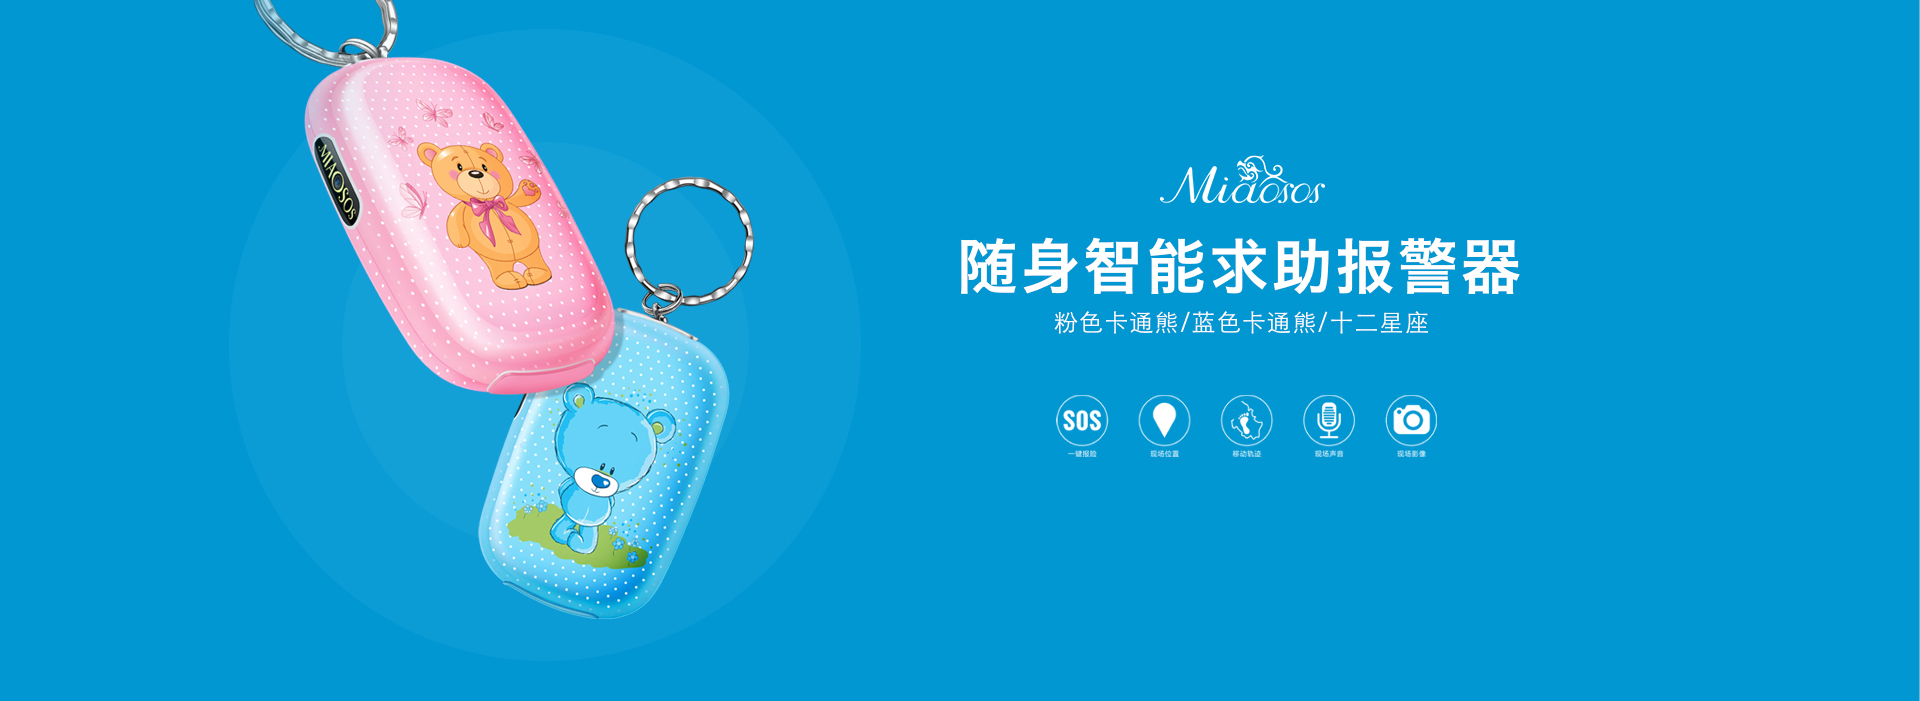 MIAOSOS
Miaosos
随身智能求助报警器
粉色卡通熊/蓝色卡通熊/十二星座
SOS
一键报险 现场位置 移动轨迹 现场声音 现场影像